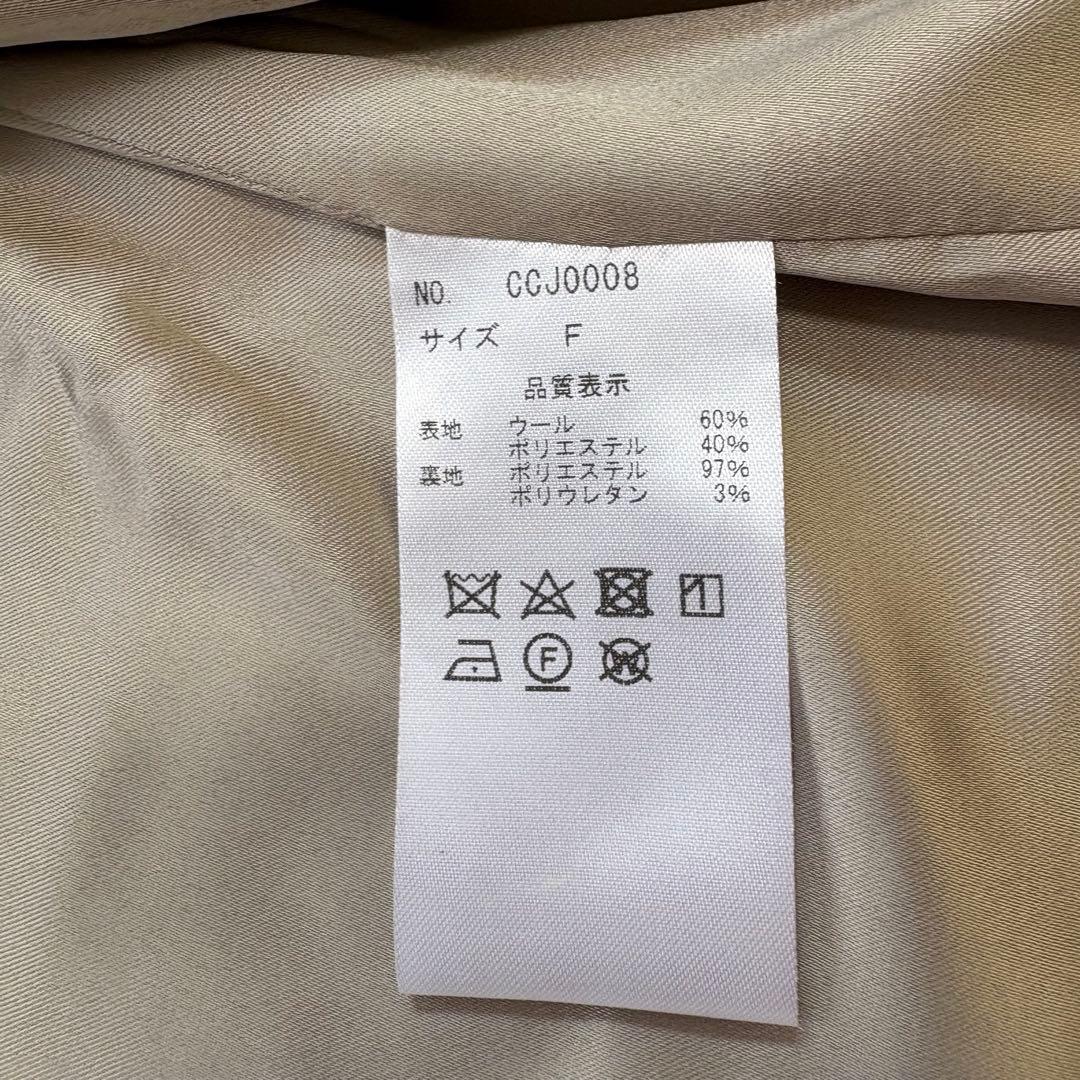 NO. CCJ0008
サイズ F
品質表示
表地 ウール 60%
ポリエステル 40%
裏地 ポリエステル 97%
ポリウレタン 3%
F
W